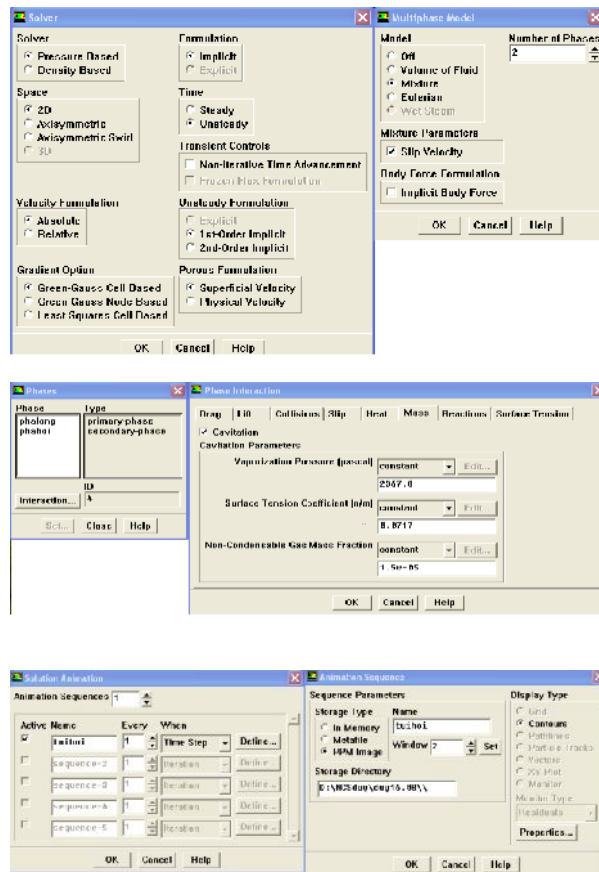 Solver
Solver
Pressure Based
Density Based
Formulation
Implicit
Explicit
Space
2D
Axisymmetric
Axisymmetric Swirl
3D
Time
Steady
Unsteady
Transient Controls
Non-Iterative Time Advancement
Frozen Flux Formulation
Velocity Formulation
Absolute
Relative
Unsteady Formulation
Explicit
1st-Order Implicit
2nd-Order Implicit
Gradient Option
Green-Gauss Cell Based
Green-Gauss Node Based
Least Squares Cell Based
Porous Formulation
Superficial Velocity
Physical Velocity
OK Cancel Help
Multiphase Model
Model
Off
Volume of Fluid
Mixture
Eulerian
Wet Steam
Number of Phases
2
Mixture Parameters
Slip Velocity
Body Force Formulation
Implicit Body Force
OK Cancel Help
Phases
Phase Type
phalong primary-phase
phahoi secondary-phase
ID
Interaction... 4
Set... Close Help
Phase Interaction
Drag Lift Collisions Slip Heat Mass Reactions Surface Tension
Cavitation
Cavitation Parameters
Vaporization Pressure (pascal) constant Edit...
2367.8
Surface Tension Coefficient (n/m) constant Edit...
0.0717
Non-Condensable Gas Mass Fraction constant Edit...
1.5e-05
OK Cancel Help
Solution Animation
Animation Sequences 1
Active Name Every When
tuihoi 1 Time Step Define...
sequence-2 1 Iteration Define...
sequence-3 1 Iteration Define...
sequence-4 1 Iteration Define...
sequence-5 1 Iteration Define...
OK Cancel Help
Animation Sequence
Sequence Parameters
Storage Type
In Memory
Metafile
PPM Image
Name
tuihoi
Window 2 Set
Storage Directory
Display Type
Grid
Contours
Pathlines
Particle Tracks
Vectors
XY Plot
Monitor
Monitor Type
Residuals
Properties...
OK Cancel Help